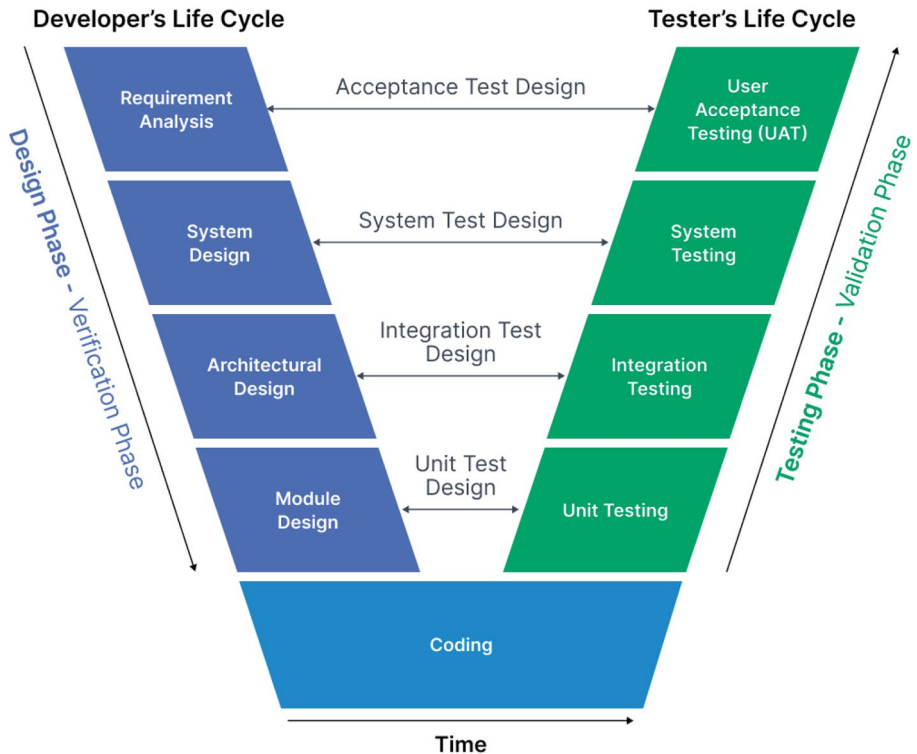 Developer's Life Cycle
Tester's Life Cycle
Requirement
Analysis
Acceptance Test Design
User
Acceptance
Testing (UAT)
Design Phase - Verification Phase
Testing Phase - Validation Phase
System
Design
System Test Design
System
Testing
Architectural
Design
Integration Test
Design
Integration
Testing
Module
Design
Unit Test
Design
Unit Testing
Coding
Time